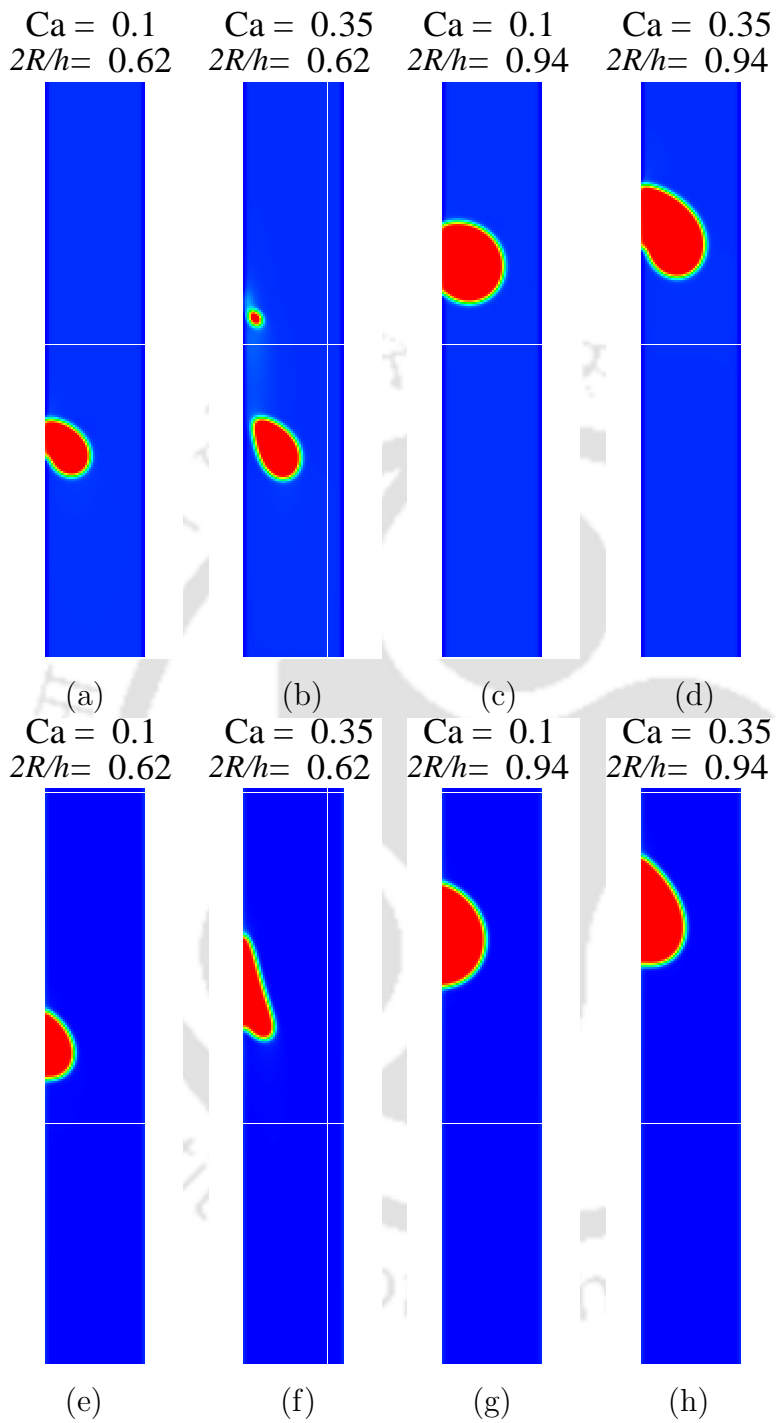 Ca = 0.1
2R/h= 0.62
Ca = 0.35
2R/h= 0.62
Ca = 0.1
2R/h= 0.94
Ca = 0.35
2R/h= 0.94
(a)
(b)
(c)
(d)
Ca = 0.1
2R/h= 0.62
Ca = 0.35
2R/h= 0.62
Ca = 0.1
2R/h= 0.94
Ca = 0.35
2R/h= 0.94
(e)
(f)
(g)
(h)